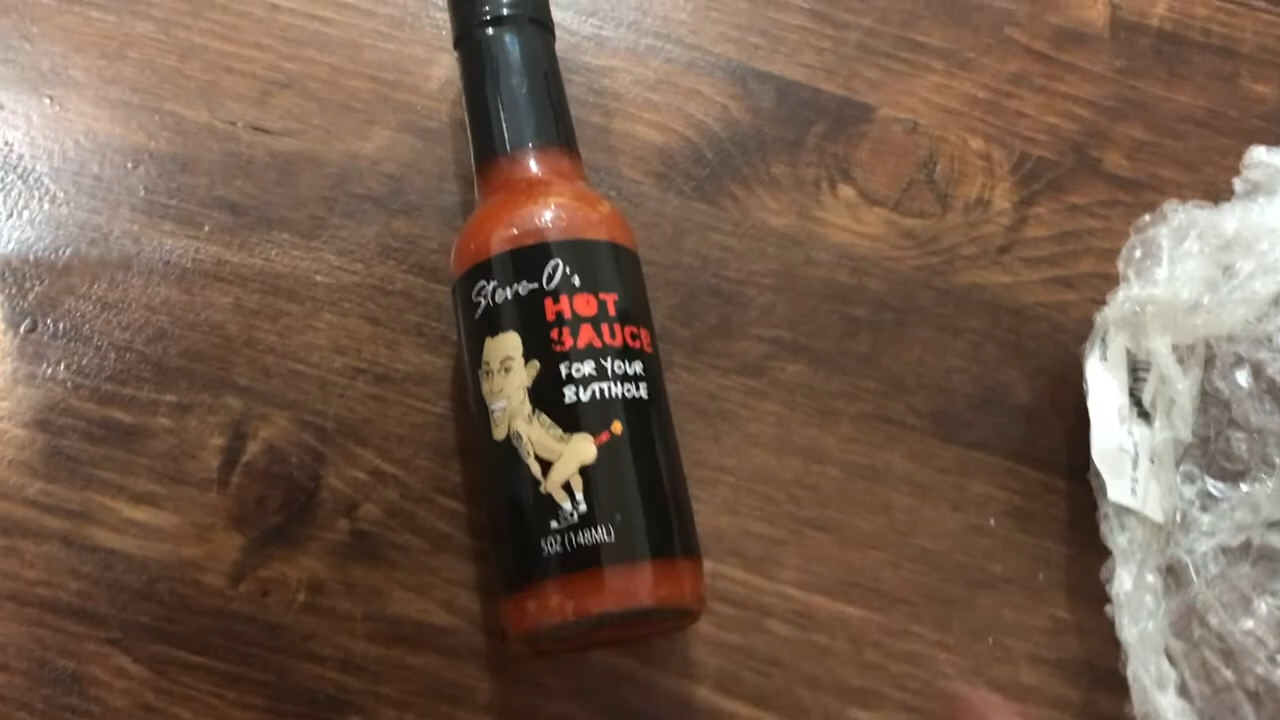 Steve-O's
HOT
SAUCE
FOR YOUR
BUTTHOLE
5OZ (148ML)